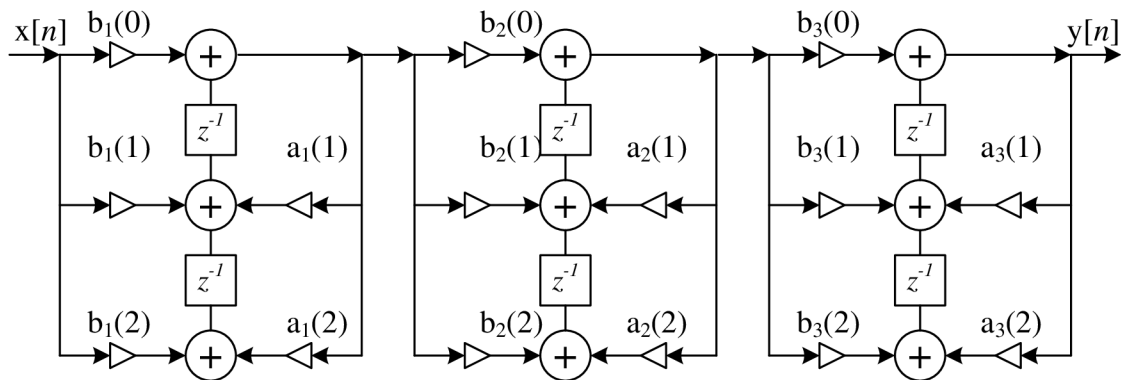 x[n] b₁(0) + b₂(0) + b₃(0) + y[n]
z⁻¹ z⁻¹ z⁻¹
b₁(1) a₁(1) b₂(1) a₂(1) b₃(1) a₃(1)
+ + +
z⁻¹ z⁻¹ z⁻¹
b₁(2) a₁(2) b₂(2) a₂(2) b₃(2) a₃(2)
+ + +